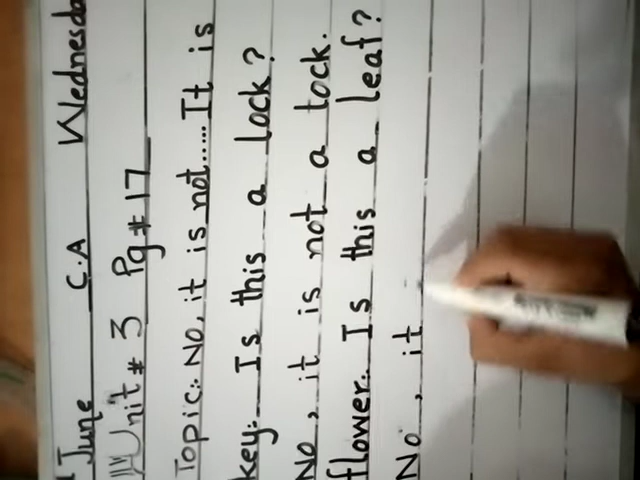 June C.A Wednesda
Unit # 3 Pg # 17
Topic:. No, it is not..... It is
key:. Is this a lock?
No, it is not a lock.
flower:. Is this a leaf?
No, it